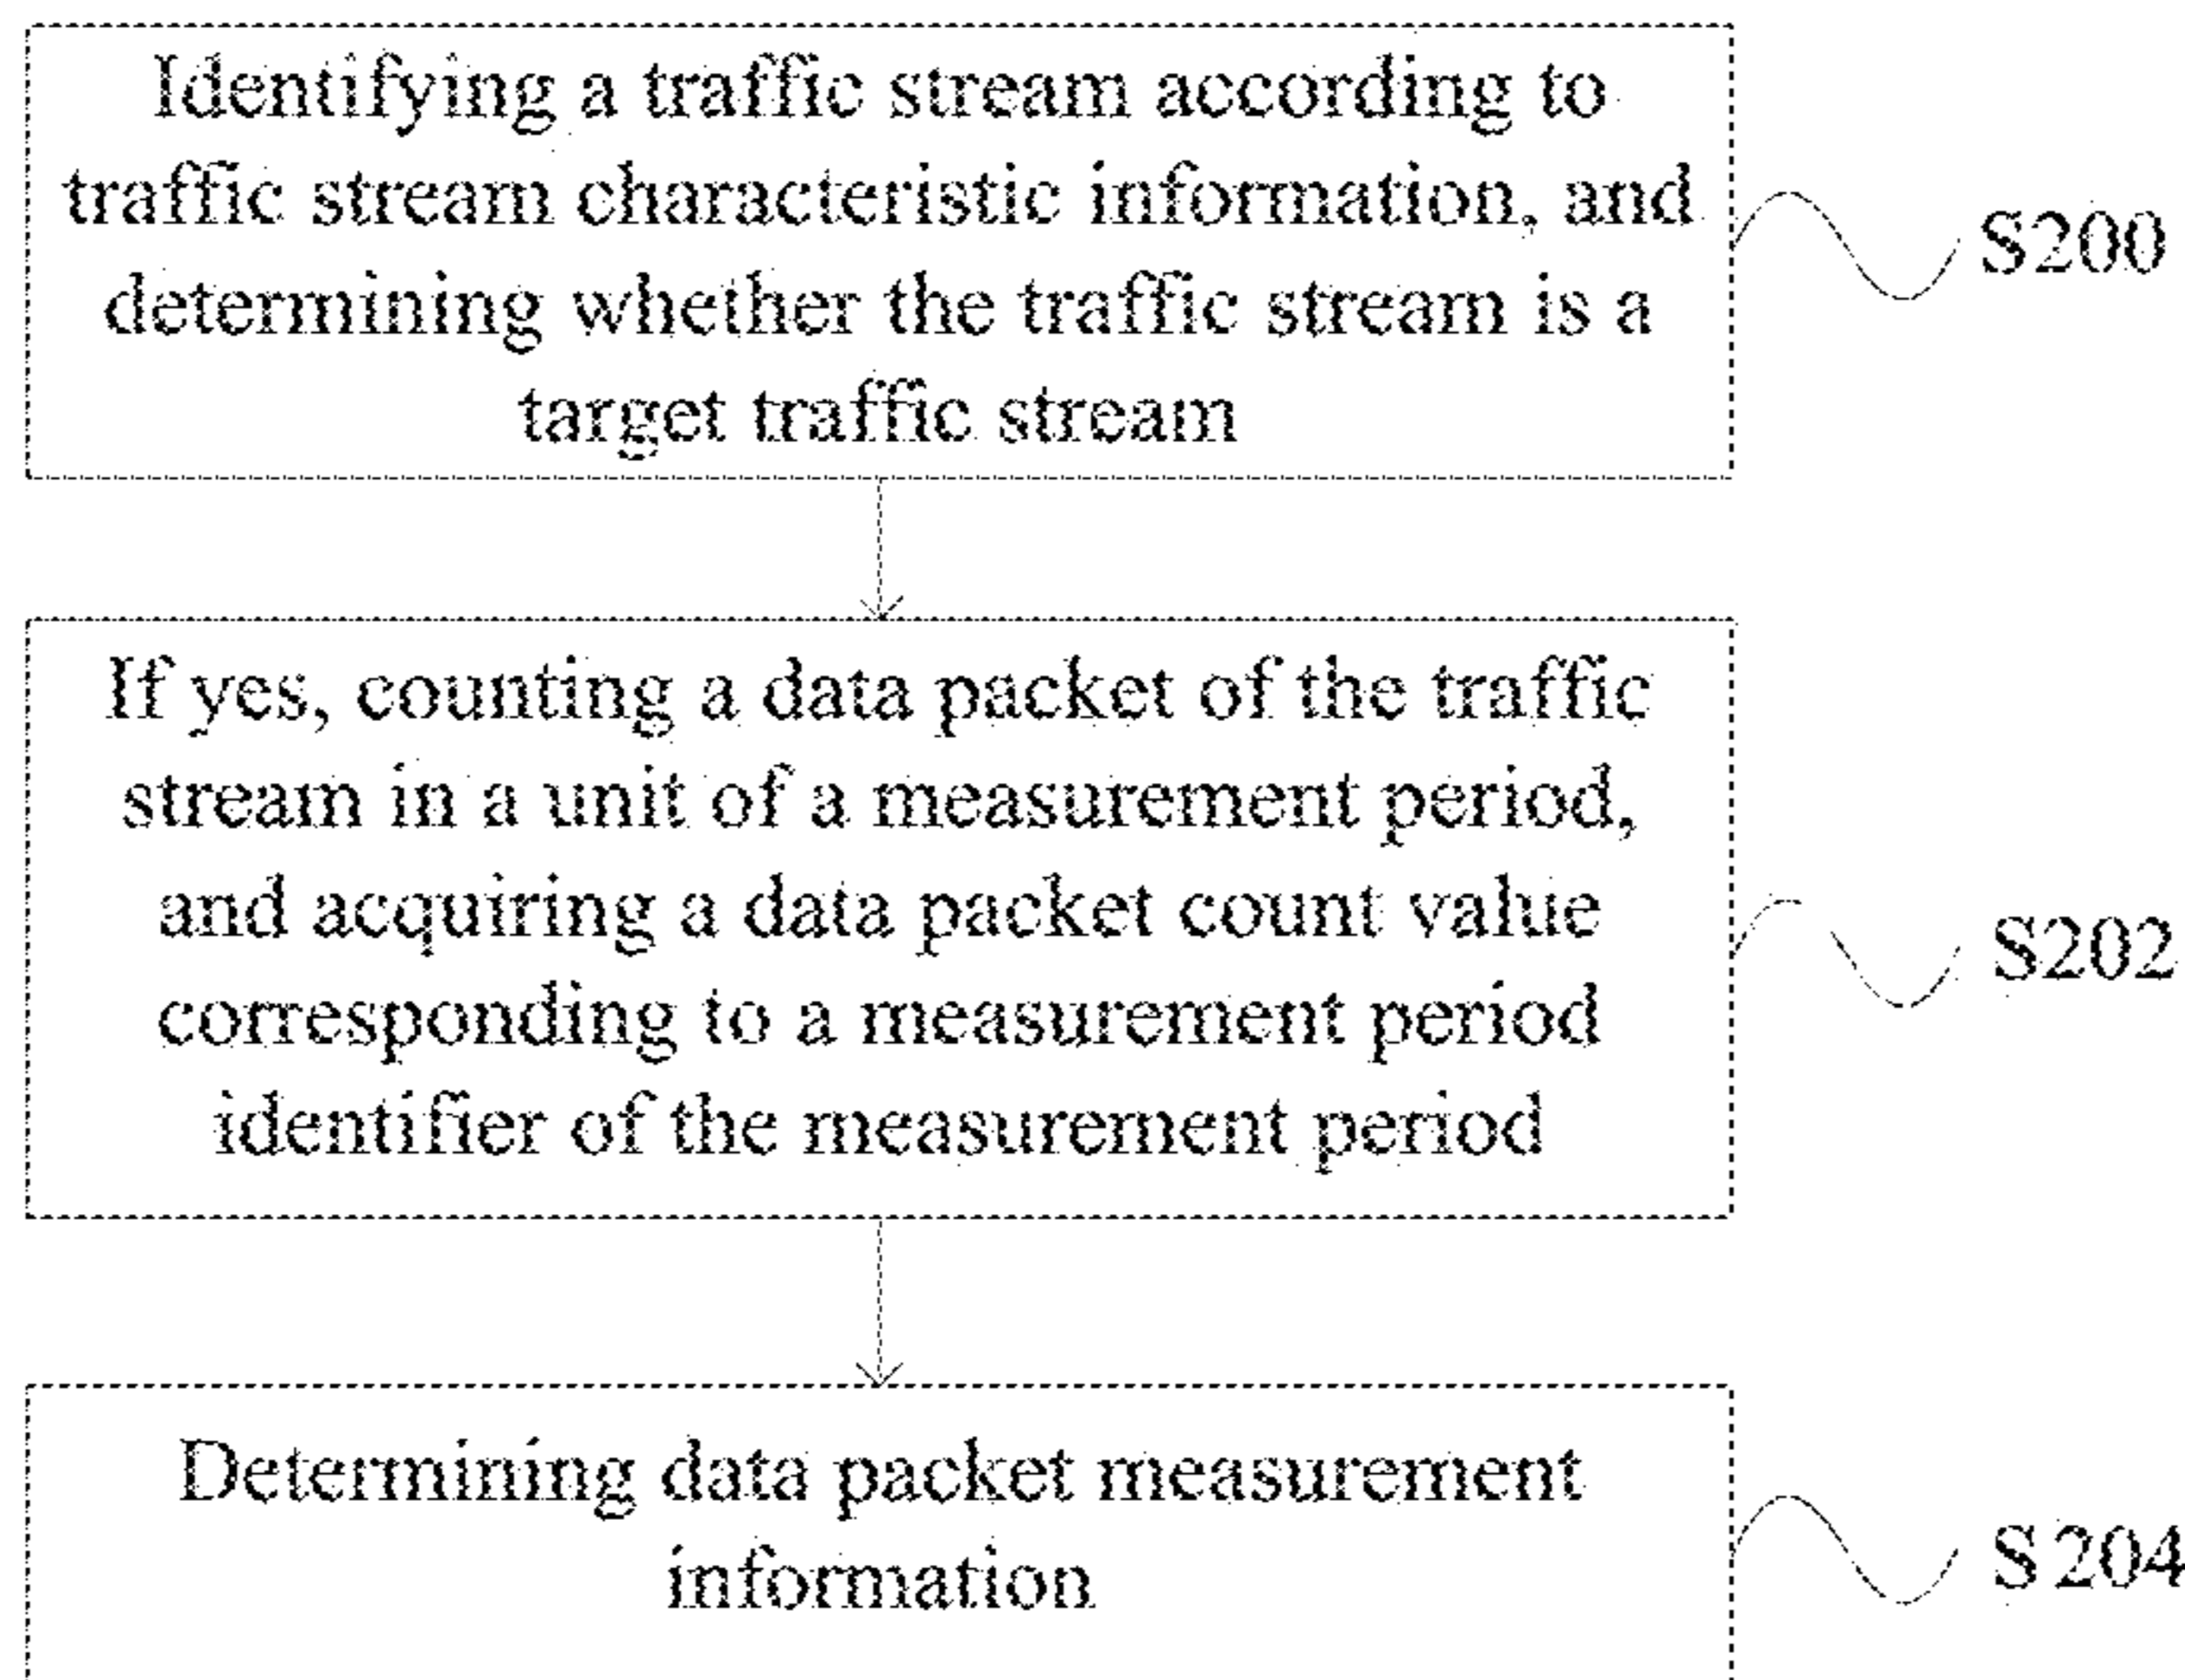 Identifying a traffic stream according to
traffic stream characteristic information, and
determining whether the traffic stream is a
target traffic stream
S200
If yes, counting a data packet of the traffic
stream in a unit of a measurement period,
and acquiring a data packet count value
corresponding to a measurement period
identifier of the measurement period
S202
Determining data packet measurement
information
S204